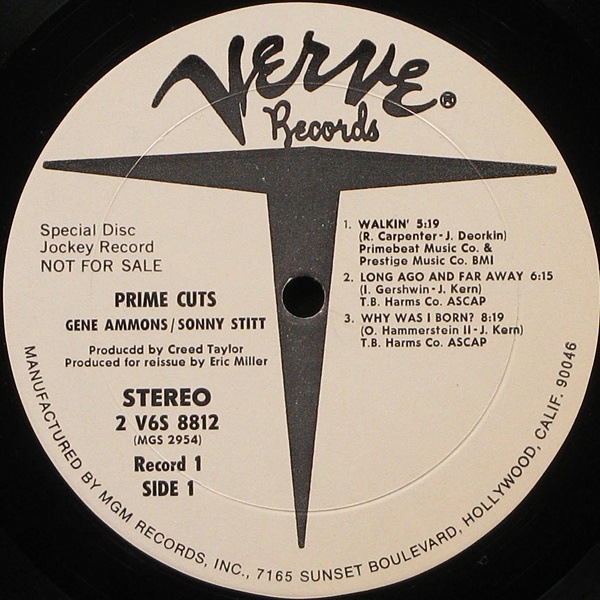 VERVE®
Records
Special Disc
Jockey Record
NOT FOR SALE
PRIME CUTS
GENE AMMONS/SONNY STITT
Producdd by Creed Taylor
Produced for reissue by Eric Miller
STEREO
2 V6S 8812
(MGS 2954)
Record 1
SIDE 1
1. WALKIN' 5:19
(R. Carpenter-J. Deorkin)
Primebeat Music Co. &
Prestige Music Co. BMI
2. LONG AGO AND FAR AWAY 6:15
(I. Gershwin-J. Kern)
T.B. Harms Co. ASCAP
3. WHY WAS I BORN? 8:19
(O. Hammerstein II-J. Kern)
T.B. Harms Co. ASCAP
MANUFACTURED BY MGM RECORDS, INC., 7165 SUNSET BOULEVARD, HOLLYWOOD, CALIF. 90046